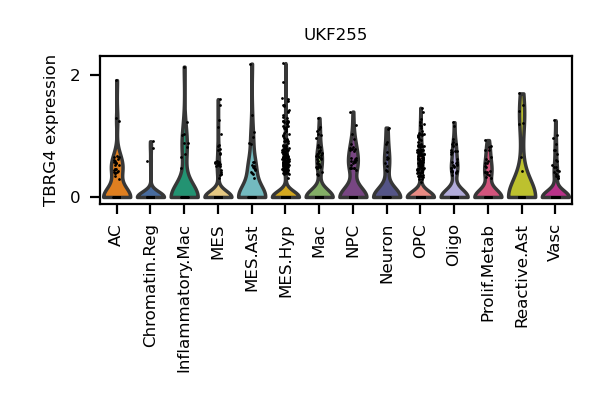 UKF255
TBRG4 expression
2
0
AC
Chromatin.Reg
Inflammatory.Mac
MES
MES.Ast
MES.Hyp
Mac
NPC
Neuron
OPC
Oligo
Prolif.Metab
Reactive.Ast
Vasc